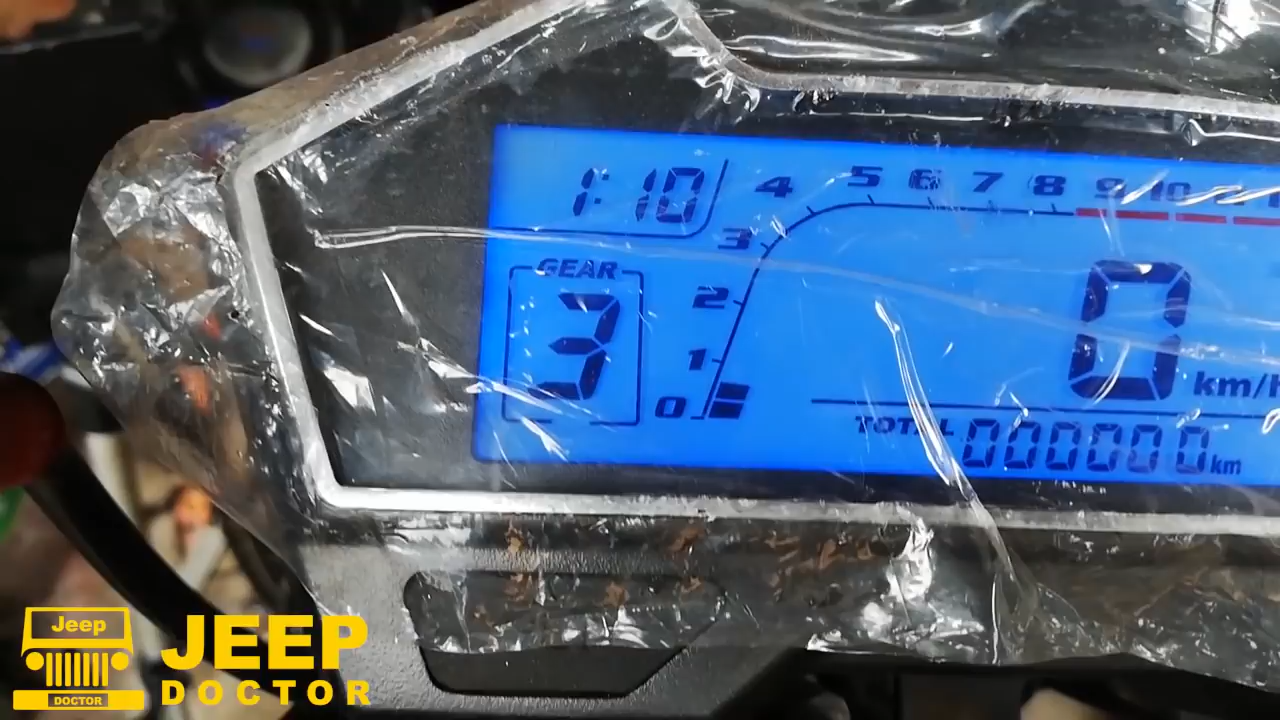 1:10
4 5 6 7 8 9 10
3
GEAR
3
2
1
0
0 km/h
TOTAL 000000 km
Jeep
DOCTOR
JEEP
DOCTOR